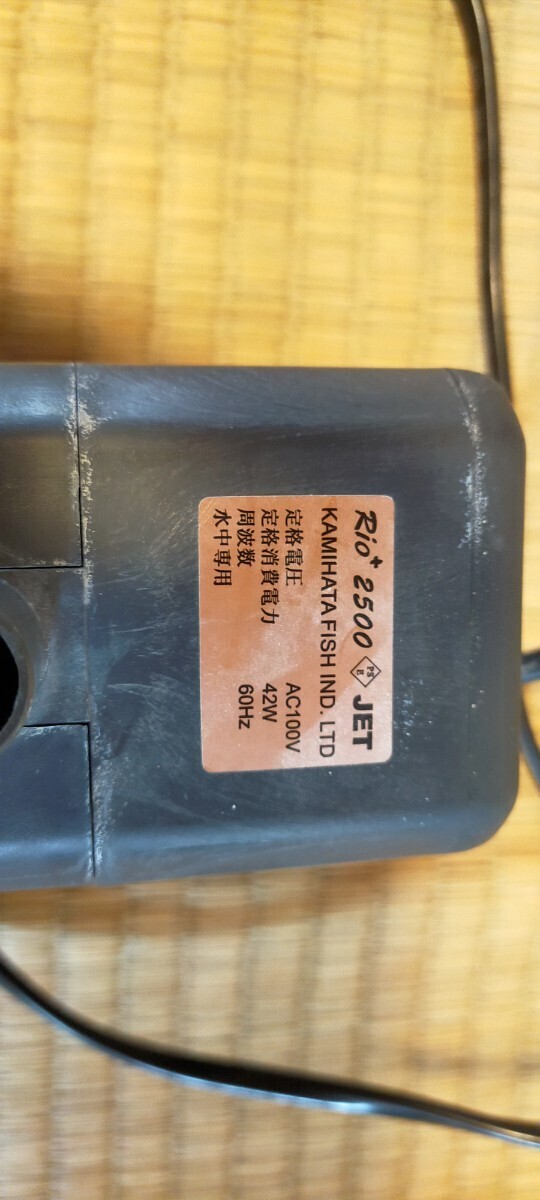 Rio+ 2500 PS E JET
KAMIHATA FISH IND. LTD
定格電圧 AC100V
定格消費電力 42W
周波数 60Hz
水中専用